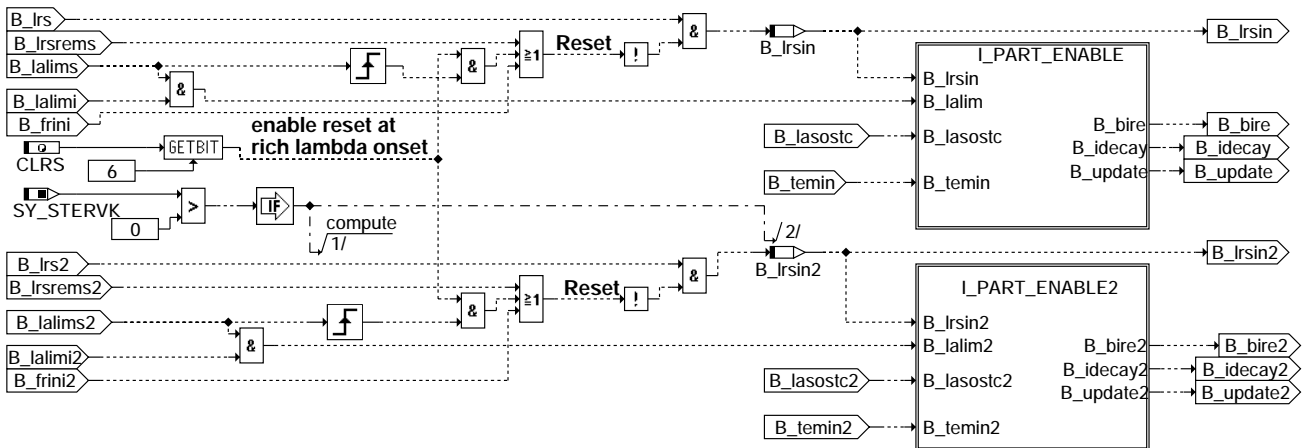 B_lrs
B_lrsrems
B_lalims
B_lalimi
B_frini
&
≧1
Reset
!
&
B_lrsin
B_lrsin
&
enable reset at
rich lambda onset
CLRS
GETBIT
6
SY_STERVK
0
>
IF
compute
1/
/2/
I_PART_ENABLE
B_lrsin
B_lalim
B_lasostc
B_lasostc
B_temin
B_temin
B_bire
B_bire
B_idecay
B_idecay
B_update
B_update
B_lrs2
B_lrsrems2
B_lalims2
B_lalimi2
B_frini2
&
&
≧1
Reset
!
&
B_lrsin2
B_lrsin2
I_PART_ENABLE2
B_lrsin2
B_lalim2
B_lasostc2
B_lasostc2
B_temin2
B_temin2
B_bire2
B_bire2
B_idecay2
B_idecay2
B_update2
B_update2